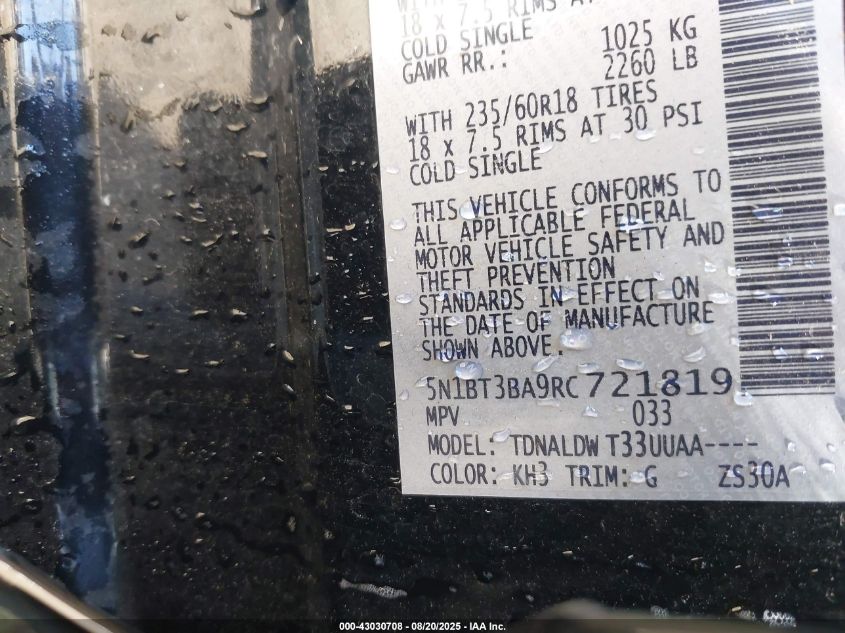 WITH
18 x 7.5 RIMS AT
COLD SINGLE 1025 KG
GAWR RR.: 2260 LB
WITH 235/60R18 TIRES
18 x 7.5 RIMS AT 30 PSI
COLD SINGLE
THIS VEHICLE CONFORMS TO
ALL APPLICABLE FEDERAL
MOTOR VEHICLE SAFETY AND
THEFT PREVENTION
STANDARDS IN EFFECT ON
THE DATE OF MANUFACTURE
SHOWN ABOVE.
5N1BT3BA9RC721819
MPV 033
MODEL: TDNALDW T33UUAA----
COLOR: KH3 TRIM: G ZS30A
000-43030708 - 08/20/2025 - IAA Inc.